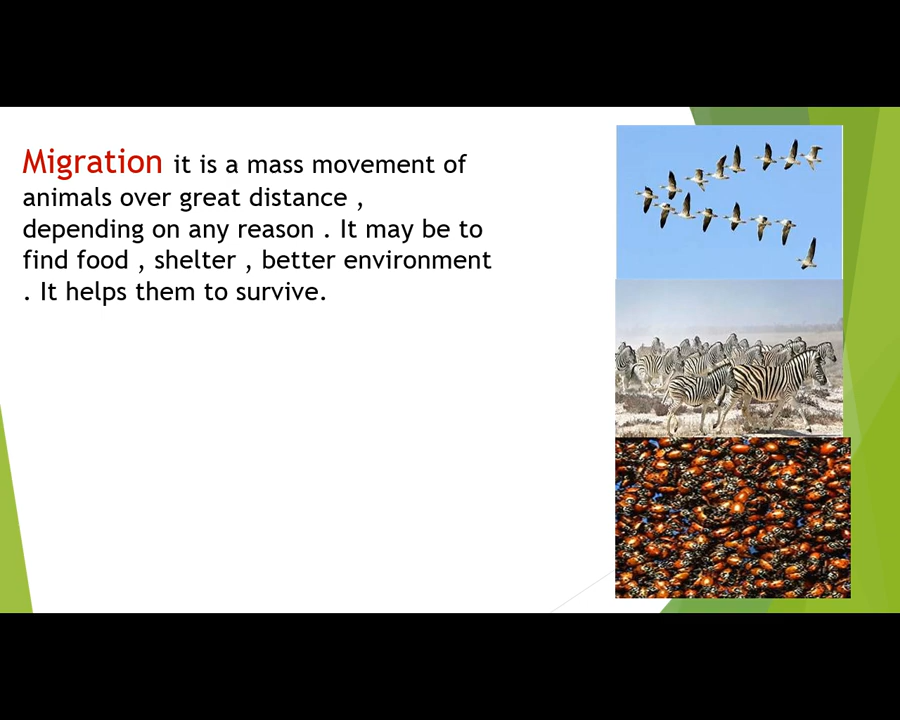 Migration it is a mass movement of
animals over great distance ,
depending on any reason . It may be to
find food , shelter , better environment
. It helps them to survive.